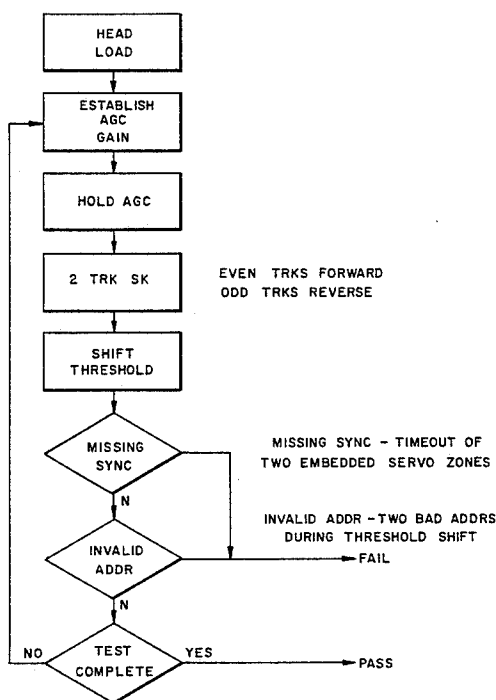 HEAD
LOAD
ESTABLISH
AGC
GAIN
HOLD AGC
2 TRK SK
EVEN TRKS FORWARD
ODD TRKS REVERSE
SHIFT
THRESHOLD
MISSING
SYNC
MISSING SYNC - TIMEOUT OF
TWO EMBEDDED SERVO ZONES
N
INVALID ADDR - TWO BAD ADDRS
DURING THRESHOLD SHIFT
INVALID
ADDR
FAIL
N
NO
TEST
COMPLETE
YES
PASS